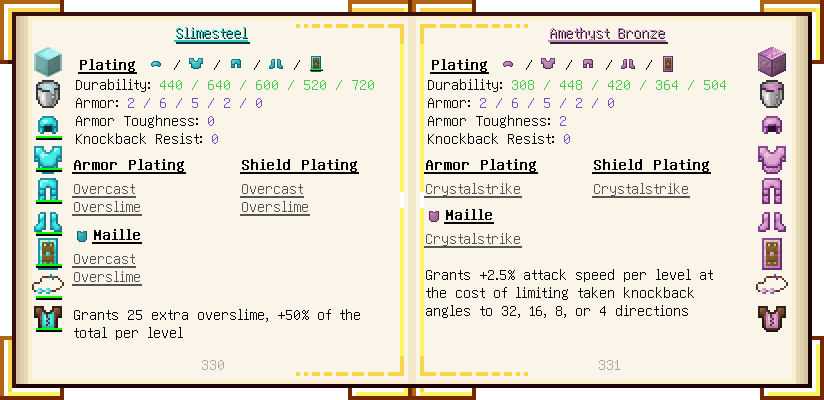 Slimesteel
Plating / / / /
Durability: 440 / 640 / 600 / 520 / 720
Armor: 2 / 6 / 5 / 2 / 0
Armor Toughness: 0
Knockback Resist: 0
Armor Plating
Overcast
Overslime
Shield Plating
Overcast
Overslime
Maille
Overcast
Overslime
Grants 25 extra overslime, +50% of the
total per level
330
Amethyst Bronze
Plating / / / /
Durability: 308 / 448 / 420 / 364 / 504
Armor: 2 / 6 / 5 / 2 / 0
Armor Toughness: 2
Knockback Resist: 0
Armor Plating
Crystalstrike
Shield Plating
Crystalstrike
Maille
Crystalstrike
Grants +2.5% attack speed per level at
the cost of limiting taken knockback
angles to 32, 16, 8, or 4 directions
331